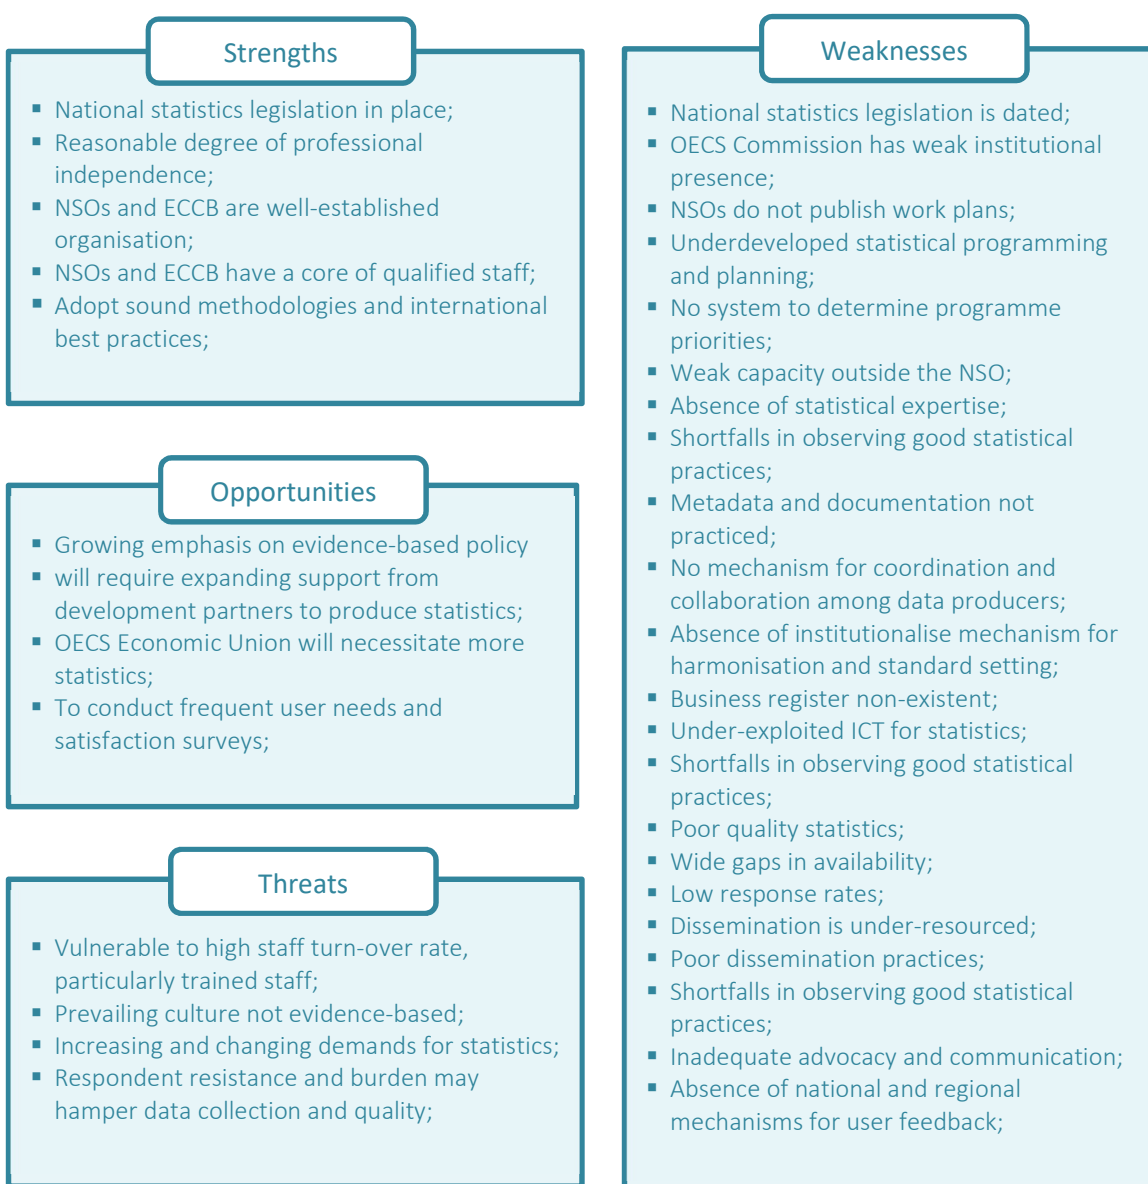 Strengths
▪ National statistics legislation in place;
▪ Reasonable degree of professional
independence;
▪ NSOs and ECCB are well-established
organisation;
▪ NSOs and ECCB have a core of qualified staff;
▪ Adopt sound methodologies and international
best practices;
Opportunities
▪ Growing emphasis on evidence-based policy
▪ will require expanding support from
development partners to produce statistics;
▪ OECS Economic Union will necessitate more
statistics;
▪ To conduct frequent user needs and
satisfaction surveys;
Threats
▪ Vulnerable to high staff turn-over rate,
particularly trained staff;
▪ Prevailing culture not evidence-based;
▪ Increasing and changing demands for statistics;
▪ Respondent resistance and burden may
hamper data collection and quality;
Weaknesses
▪ National statistics legislation is dated;
▪ OECS Commission has weak institutional
presence;
▪ NSOs do not publish work plans;
▪ Underdeveloped statistical programming
and planning;
▪ No system to determine programme
priorities;
▪ Weak capacity outside the NSO;
▪ Absence of statistical expertise;
▪ Shortfalls in observing good statistical
practices;
▪ Metadata and documentation not
practiced;
▪ No mechanism for coordination and
collaboration among data producers;
▪ Absence of institutionalise mechanism for
harmonisation and standard setting;
▪ Business register non-existent;
▪ Under-exploited ICT for statistics;
▪ Shortfalls in observing good statistical
practices;
▪ Poor quality statistics;
▪ Wide gaps in availability;
▪ Low response rates;
▪ Dissemination is under-resourced;
▪ Poor dissemination practices;
▪ Shortfalls in observing good statistical
practices;
▪ Inadequate advocacy and communication;
▪ Absence of national and regional
mechanisms for user feedback;